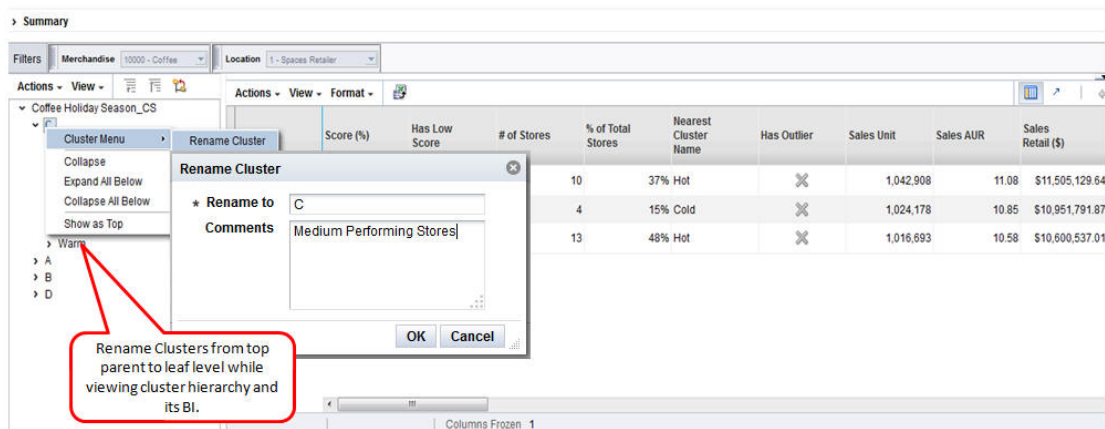 Summary
Filters Merchandise 10000 - Coffee Location 1 - Spaces Retailer
Actions View
Actions View Format
Coffee Holiday Season_CS
C
Cluster Menu
Rename Cluster
Collapse
Expand All Below
Collapse All Below
Show as Top
Warm
A
B
D
Score (%) Has Low Score # of Stores % of Total Stores Nearest Cluster Name Has Outlier Sales Unit Sales AUR Sales Retail ($)
10 37% Hot 1,042,908 11.08 $11,505,129.64
4 15% Cold 1,024,178 10.85 $10,951,791.87
13 48% Hot 1,016,693 10.58 $10,600,537.01
Rename Cluster
* Rename to C
Comments Medium Performing Stores
OK Cancel
Rename Clusters from top
parent to leaf level while
viewing cluster hierarchy and
its BI.
Columns Frozen 1